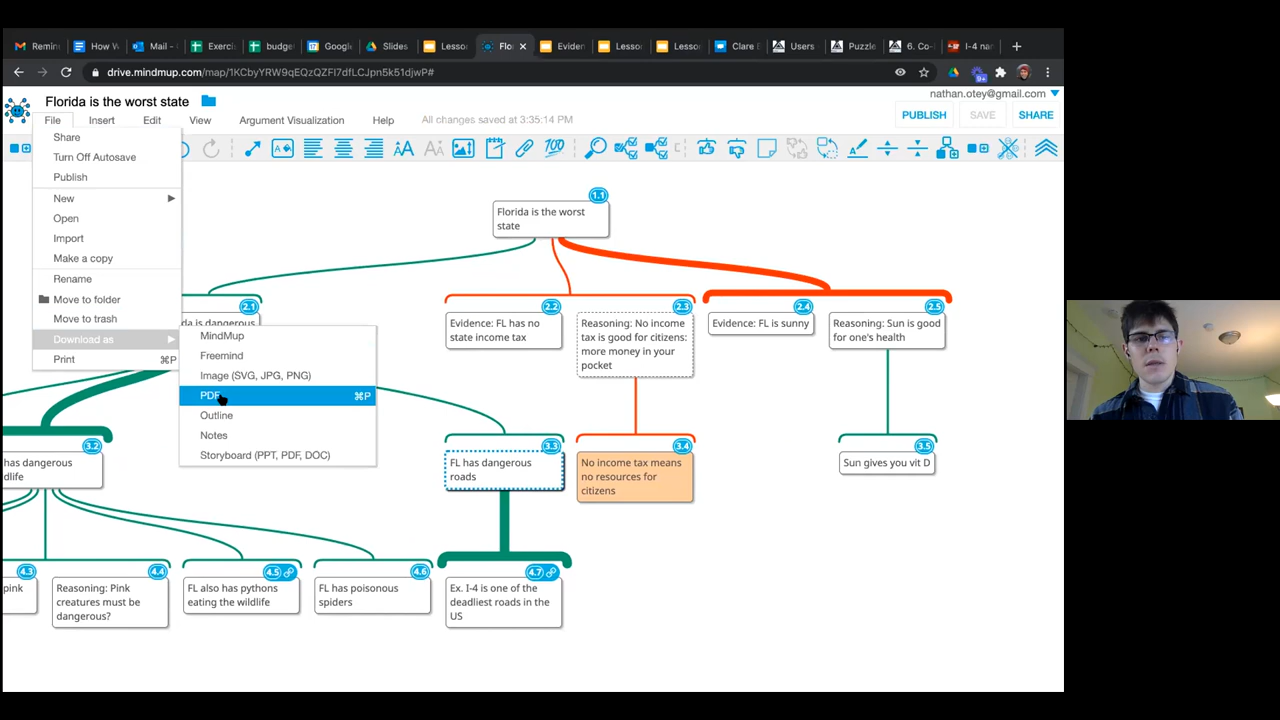 Remin
How W
Mail -
Exerci
budge
Google
Slides
Lesso
Flo
Eviden
Lesson
Lesso
Clare E
Users
Puzzle
6. Co-
I-4 na
drive.mindmup.com/map/1KCbyYRW9qEQzQZFl7dfLCJpn5k51djwP#
9+
Florida is the worst state
nathan.otey@gmail.com
File Insert Edit View Argument Visualization Help All changes saved at 3:35:14 PM
PUBLISH SAVE SHARE
Share
Turn Off Autosave
Publish
New
Open
Import
Make a copy
Rename
Move to folder
Move to trash
Download as
Print ⌘P
MindMup
Freemind
Image (SVG, JPG, PNG)
PDF ⌘P
Outline
Notes
Storyboard (PPT, PDF, DOC)
AA
AA
100
1.1
Florida is the worst
state
2.1
da is dangerous
2.2
Evidence: FL has no
state income tax
2.3
Reasoning: No income
tax is good for citizens:
more money in your
pocket
2.4
Evidence: FL is sunny
2.5
Reasoning: Sun is good
for one's health
3.2
has dangerous
dlife
3.3
FL has dangerous
roads
3.4
No income tax means
no resources for
citizens
3.5
Sun gives you vit D
4.3
pink
4.4
Reasoning: Pink
creatures must be
dangerous?
4.5
FL also has pythons
eating the wildlife
4.6
FL has poisonous
spiders
4.7
Ex. I-4 is one of the
deadliest roads in the
US